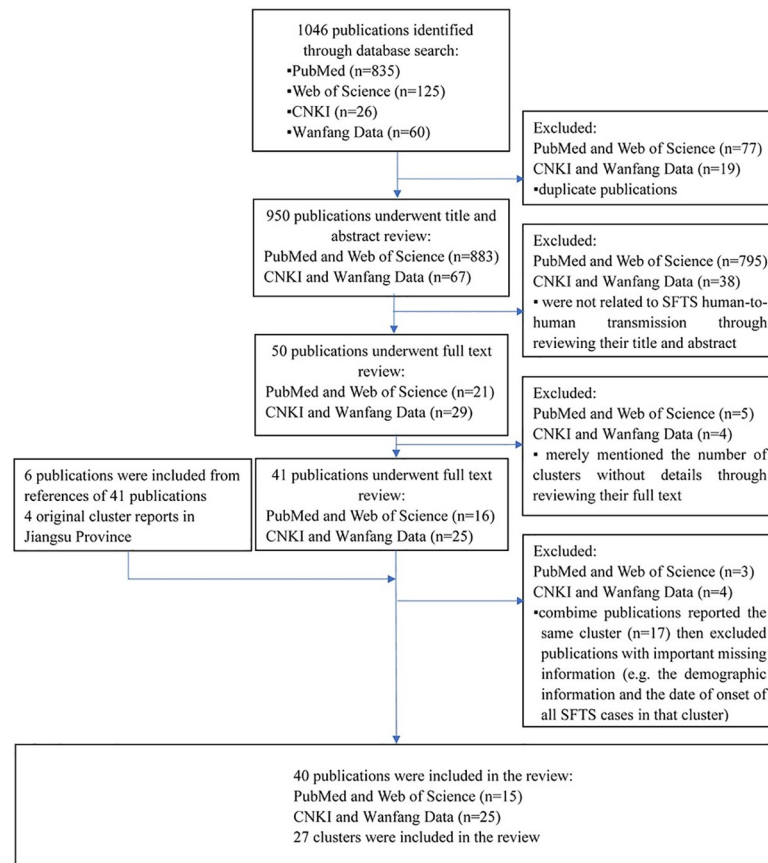 1046 publications identified
through database search:
▪PubMed (n=835)
▪Web of Science (n=125)
▪CNKI (n=26)
▪Wanfang Data (n=60)
Excluded:
PubMed and Web of Science (n=77)
CNKI and Wanfang Data (n=19)
▪duplicate publications
950 publications underwent title and
abstract review:
PubMed and Web of Science (n=883)
CNKI and Wanfang Data (n=67)
Excluded:
PubMed and Web of Science (n=795)
CNKI and Wanfang Data (n=38)
▪ were not related to SFTS human-to-
human transmission through
reviewing their title and abstract
50 publications underwent full text
review:
PubMed and Web of Science (n=21)
CNKI and Wanfang Data (n=29)
Excluded:
PubMed and Web of Science (n=5)
CNKI and Wanfang Data (n=4)
▪ merely mentioned the number of
clusters without details through
reviewing their full text
6 publications were included from
references of 41 publications
4 original cluster reports in
Jiangsu Province
41 publications underwent full text
review:
PubMed and Web of Science (n=16)
CNKI and Wanfang Data (n=25)
Excluded:
PubMed and Web of Science (n=3)
CNKI and Wanfang Data (n=4)
▪combime publications reported the
same cluster (n=17) then excluded
publications with important missing
information (e.g. the demographic
information and the date of onset of
all SFTS cases in that cluster)
40 publications were included in the review:
PubMed and Web of Science (n=15)
CNKI and Wanfang Data (n=25)
27 clusters were included in the review